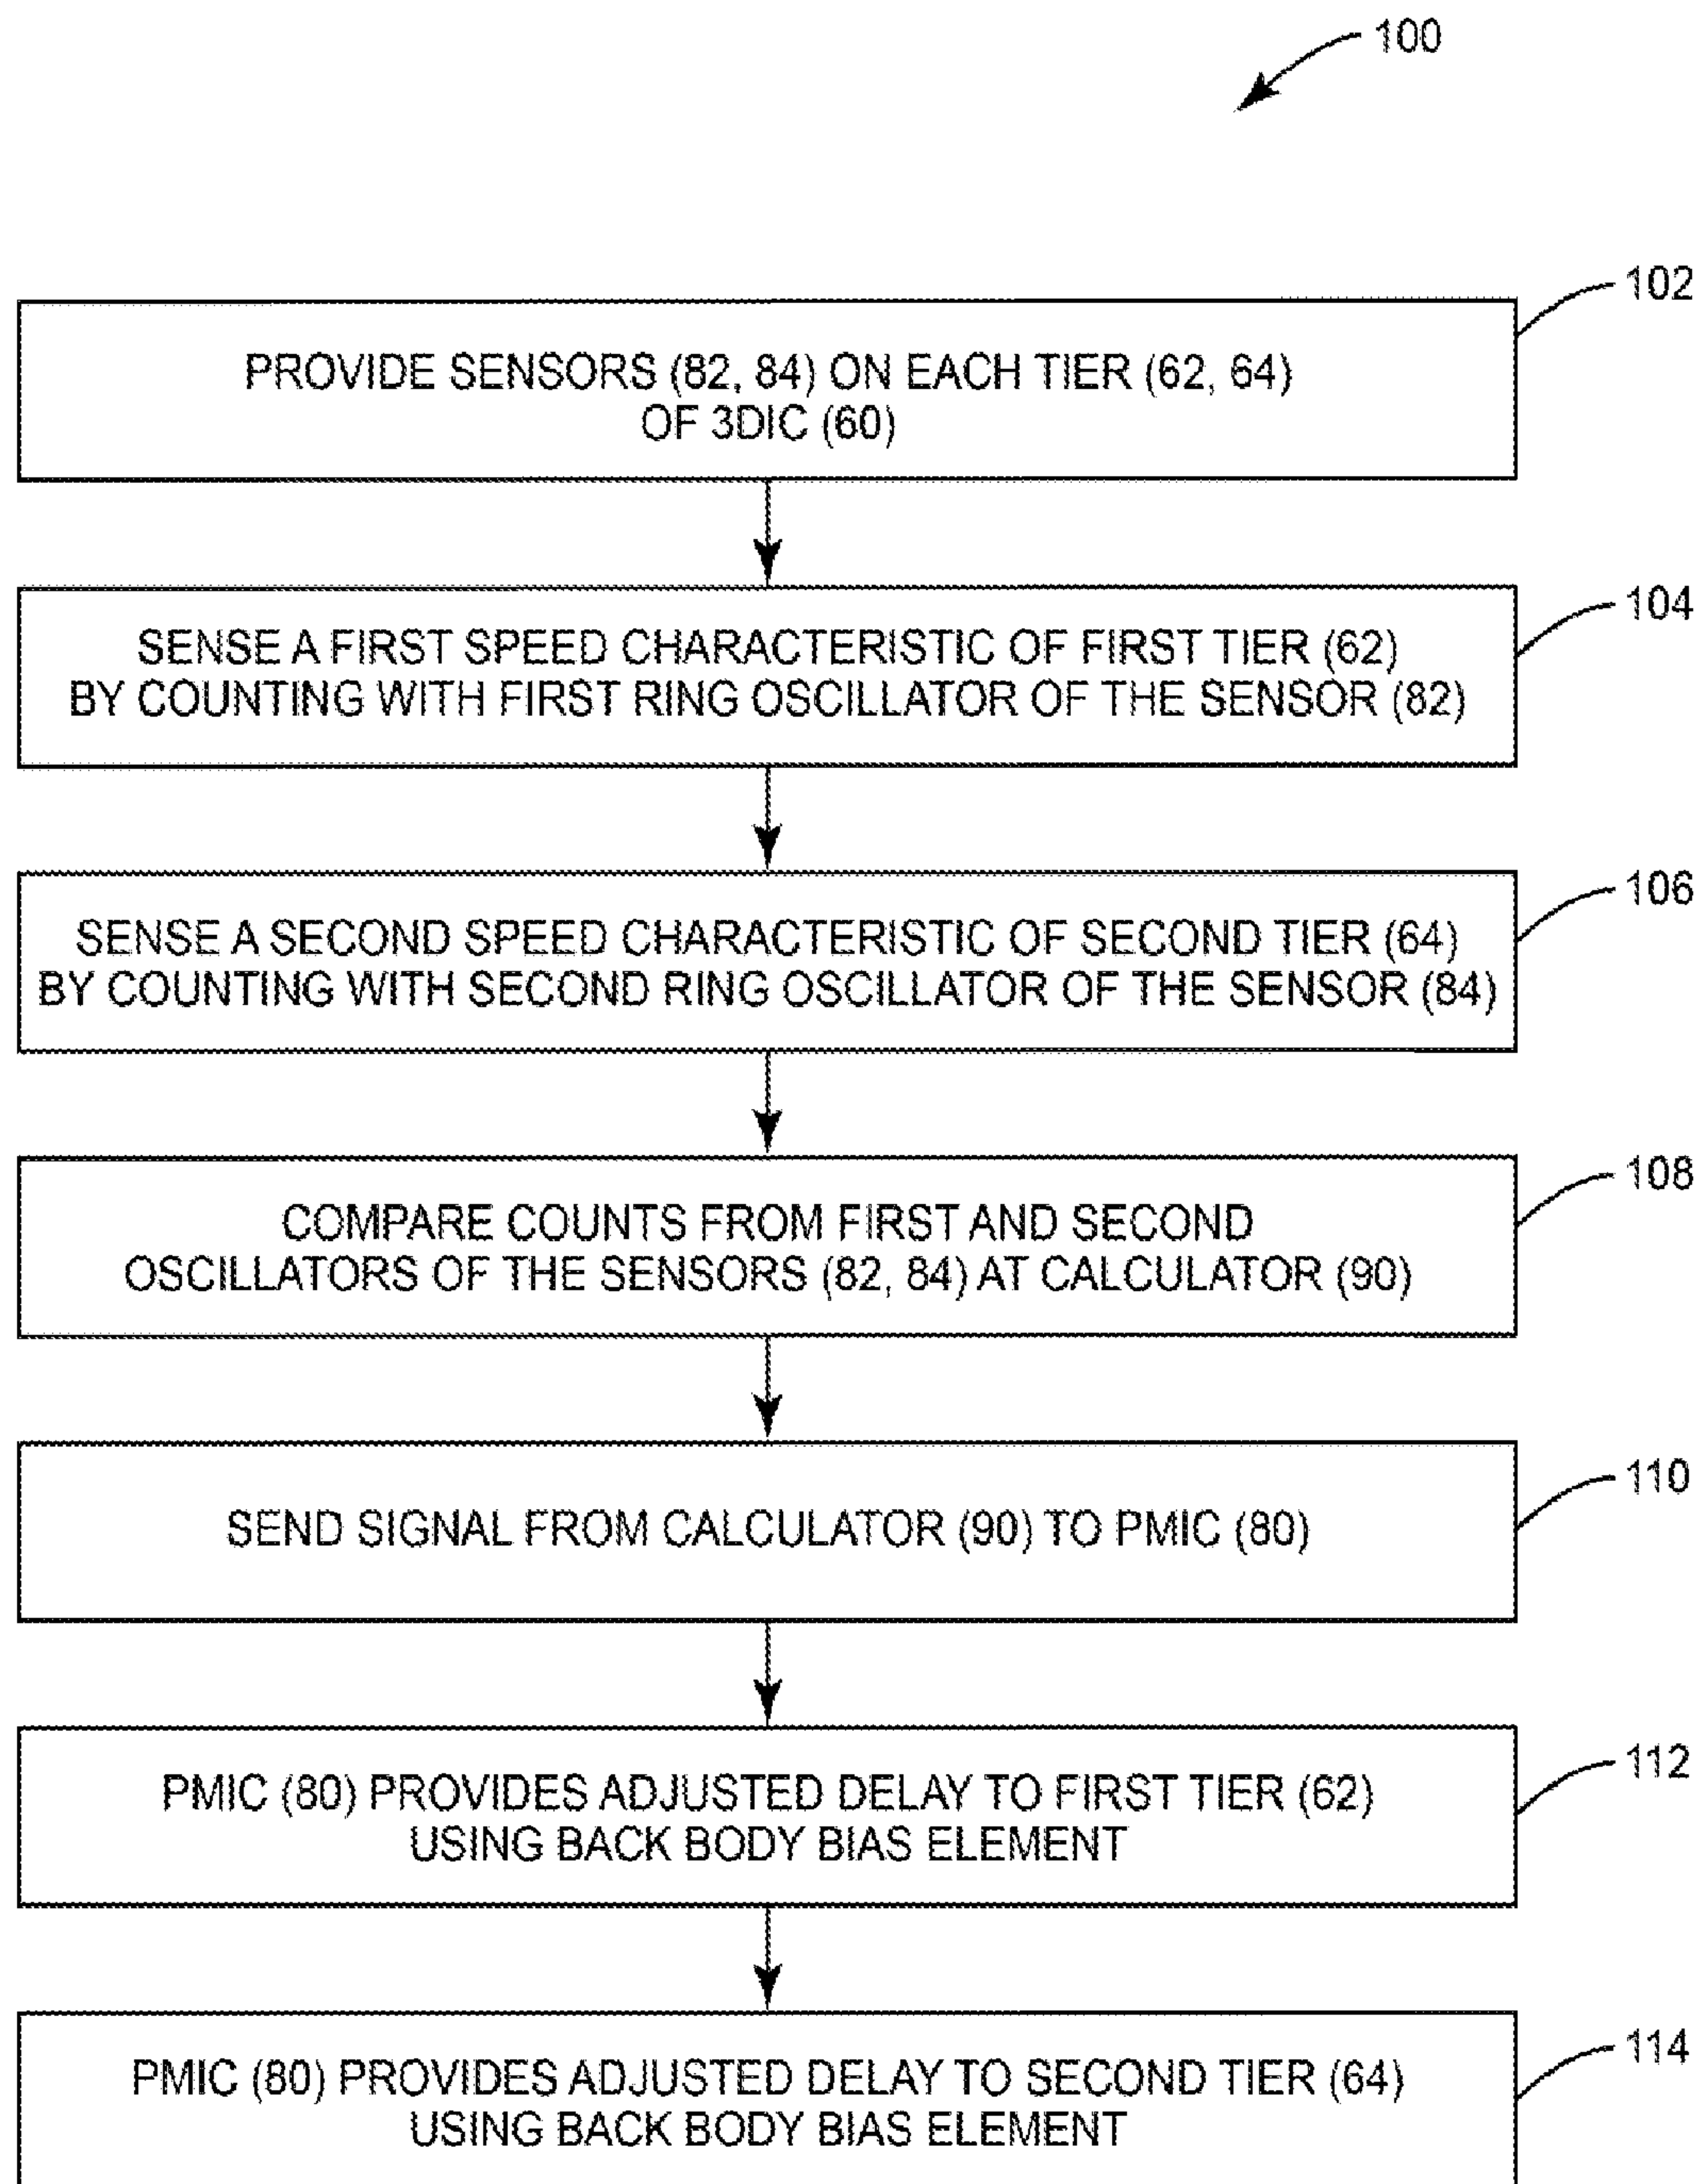 100
102
PROVIDE SENSORS (82, 84) ON EACH TIER (62, 64)
OF 3DIC (60)
104
SENSE A FIRST SPEED CHARACTERISTIC OF FIRST TIER (62)
BY COUNTING WITH FIRST RING OSCILLATOR OF THE SENSOR (82)
106
SENSE A SECOND SPEED CHARACTERISTIC OF SECOND TIER (64)
BY COUNTING WITH SECOND RING OSCILLATOR OF THE SENSOR (84)
108
COMPARE COUNTS FROM FIRST AND SECOND
OSCILLATORS OF THE SENSORS (82, 84) AT CALCULATOR (90)
110
SEND SIGNAL FROM CALCULATOR (90) TO PMIC (80)
112
PMIC (80) PROVIDES ADJUSTED DELAY TO FIRST TIER (62)
USING BACK BODY BIAS ELEMENT
114
PMIC (80) PROVIDES ADJUSTED DELAY TO SECOND TIER (64)
USING BACK BODY BIAS ELEMENT